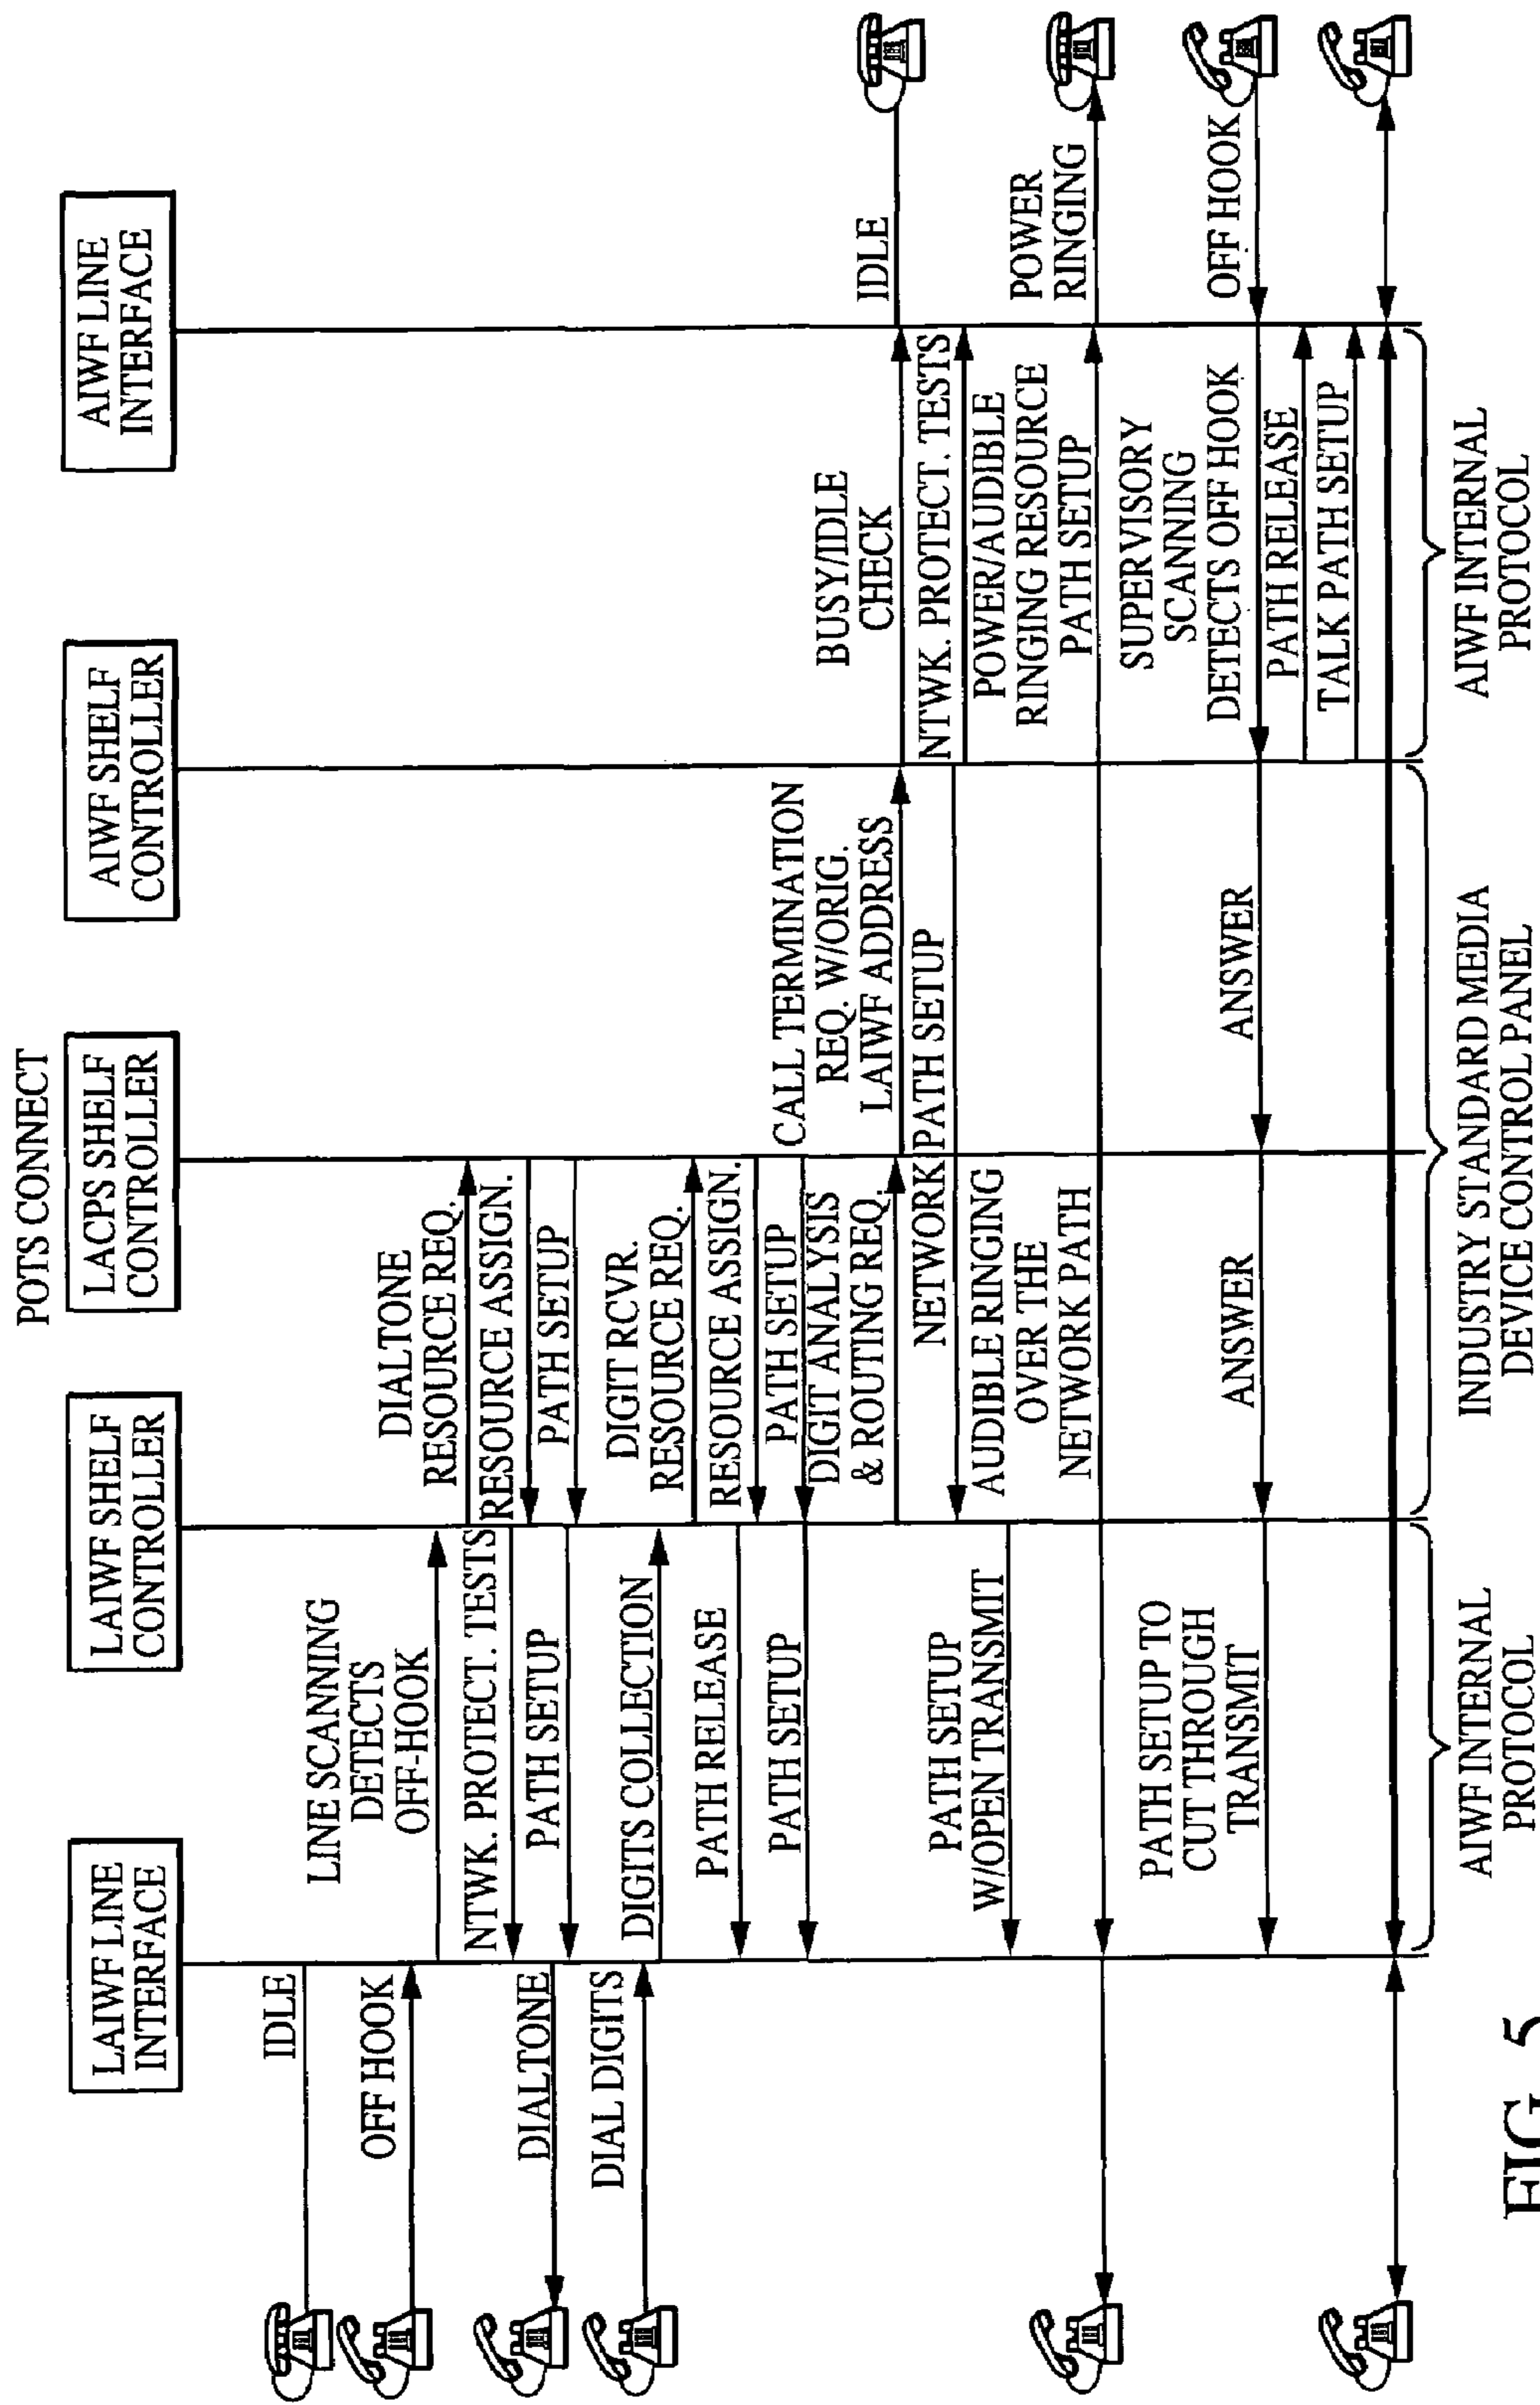 POTS CONNECT
LAIWF LINE
INTERFACE
LAIWF SHELF
CONTROLLER
LACPS SHELF
CONTROLLER
AIWF SHELF
CONTROLLER
AIWF LINE
INTERFACE
IDLE
OFF HOOK
DIALTONE
DIAL DIGITS
LINE SCANNING
DETECTS
OFF-HOOK
NTWK. PROTECT. TESTS
PATH SETUP
DIGITS COLLECTION
PATH RELEASE
PATH SETUP
PATH SETUP
W/OPEN TRANSMIT
PATH SETUP TO
CUT THROUGH
TRANSMIT
DIALTONE
RESOURCE REQ.
RESOURCE ASSIGN.
PATH SETUP
DIGIT RCVR.
RESOURCE REQ.
RESOURCE ASSIGN.
PATH SETUP
DIGIT ANALYSIS
& ROUTING REQ.
NETWORK PATH SETUP
AUDIBLE RINGING
OVER THE
NETWORK PATH
ANSWER
CALL TERMINATION
REQ. W/ORIG.
LAIWF ADDRESS
ANSWER
BUSY/IDLE
CHECK
NTWK. PROTECT. TESTS
POWER/AUDIBLE
RINGING RESOURCE
PATH SETUP
SUPERVISORY
SCANNING
DETECTS OFF HOOK
PATH RELEASE
TALK PATH SETUP
IDLE
POWER
RINGING
OFF HOOK
AIWF INTERNAL
PROTOCOL
INDUSTRY STANDARD MEDIA
DEVICE CONTROL PANEL
AIWF INTERNAL
PROTOCOL
FIG. 5